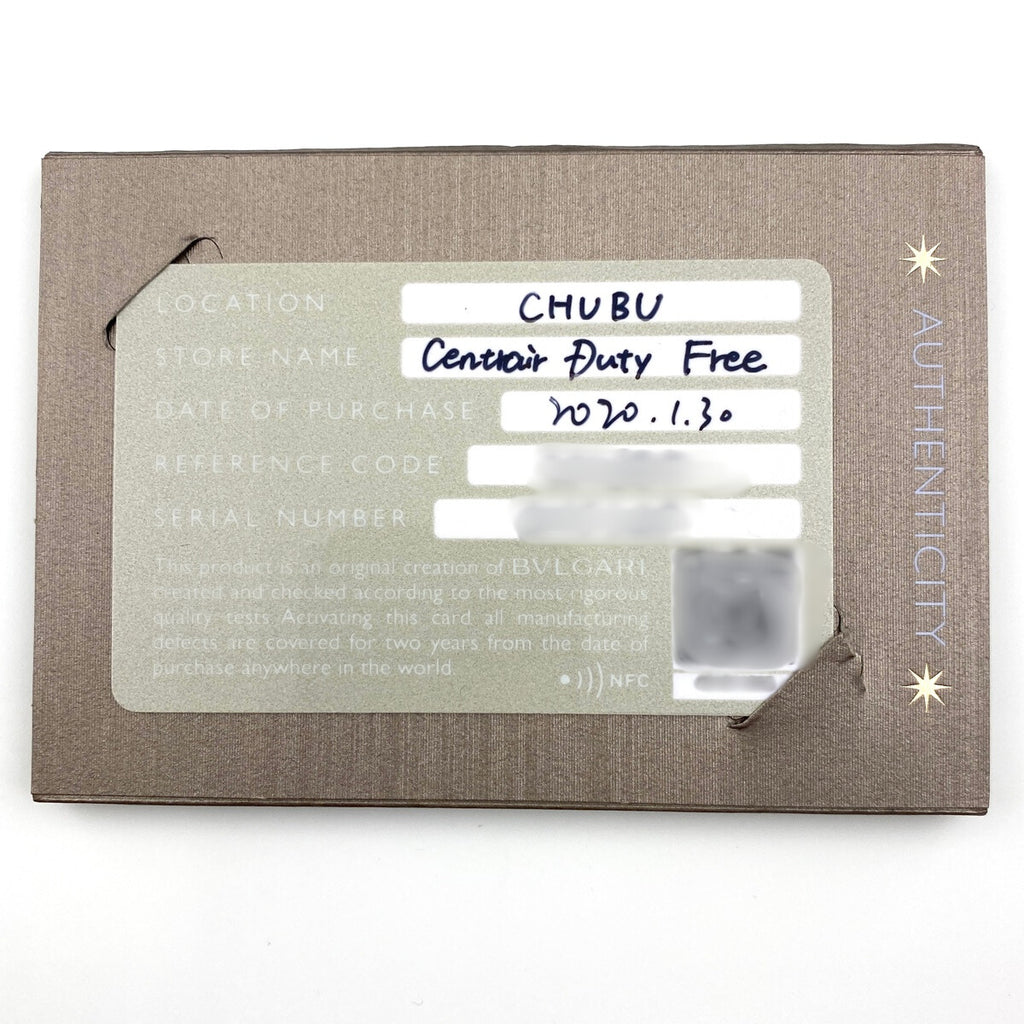 LOCATION CHUBU
STORE NAME Centrair Duty Free
DATE OF PURCHASE 2020.1.30
REFERENCE CODE
SERIAL NUMBER
This product is an original creation of BVLGARI
created and checked according to the most rigorous
quality tests Activating this card all manufacturing
defects are covered for two years from the date of
purchase anywhere in the world
NFC
AUTHENTICITY